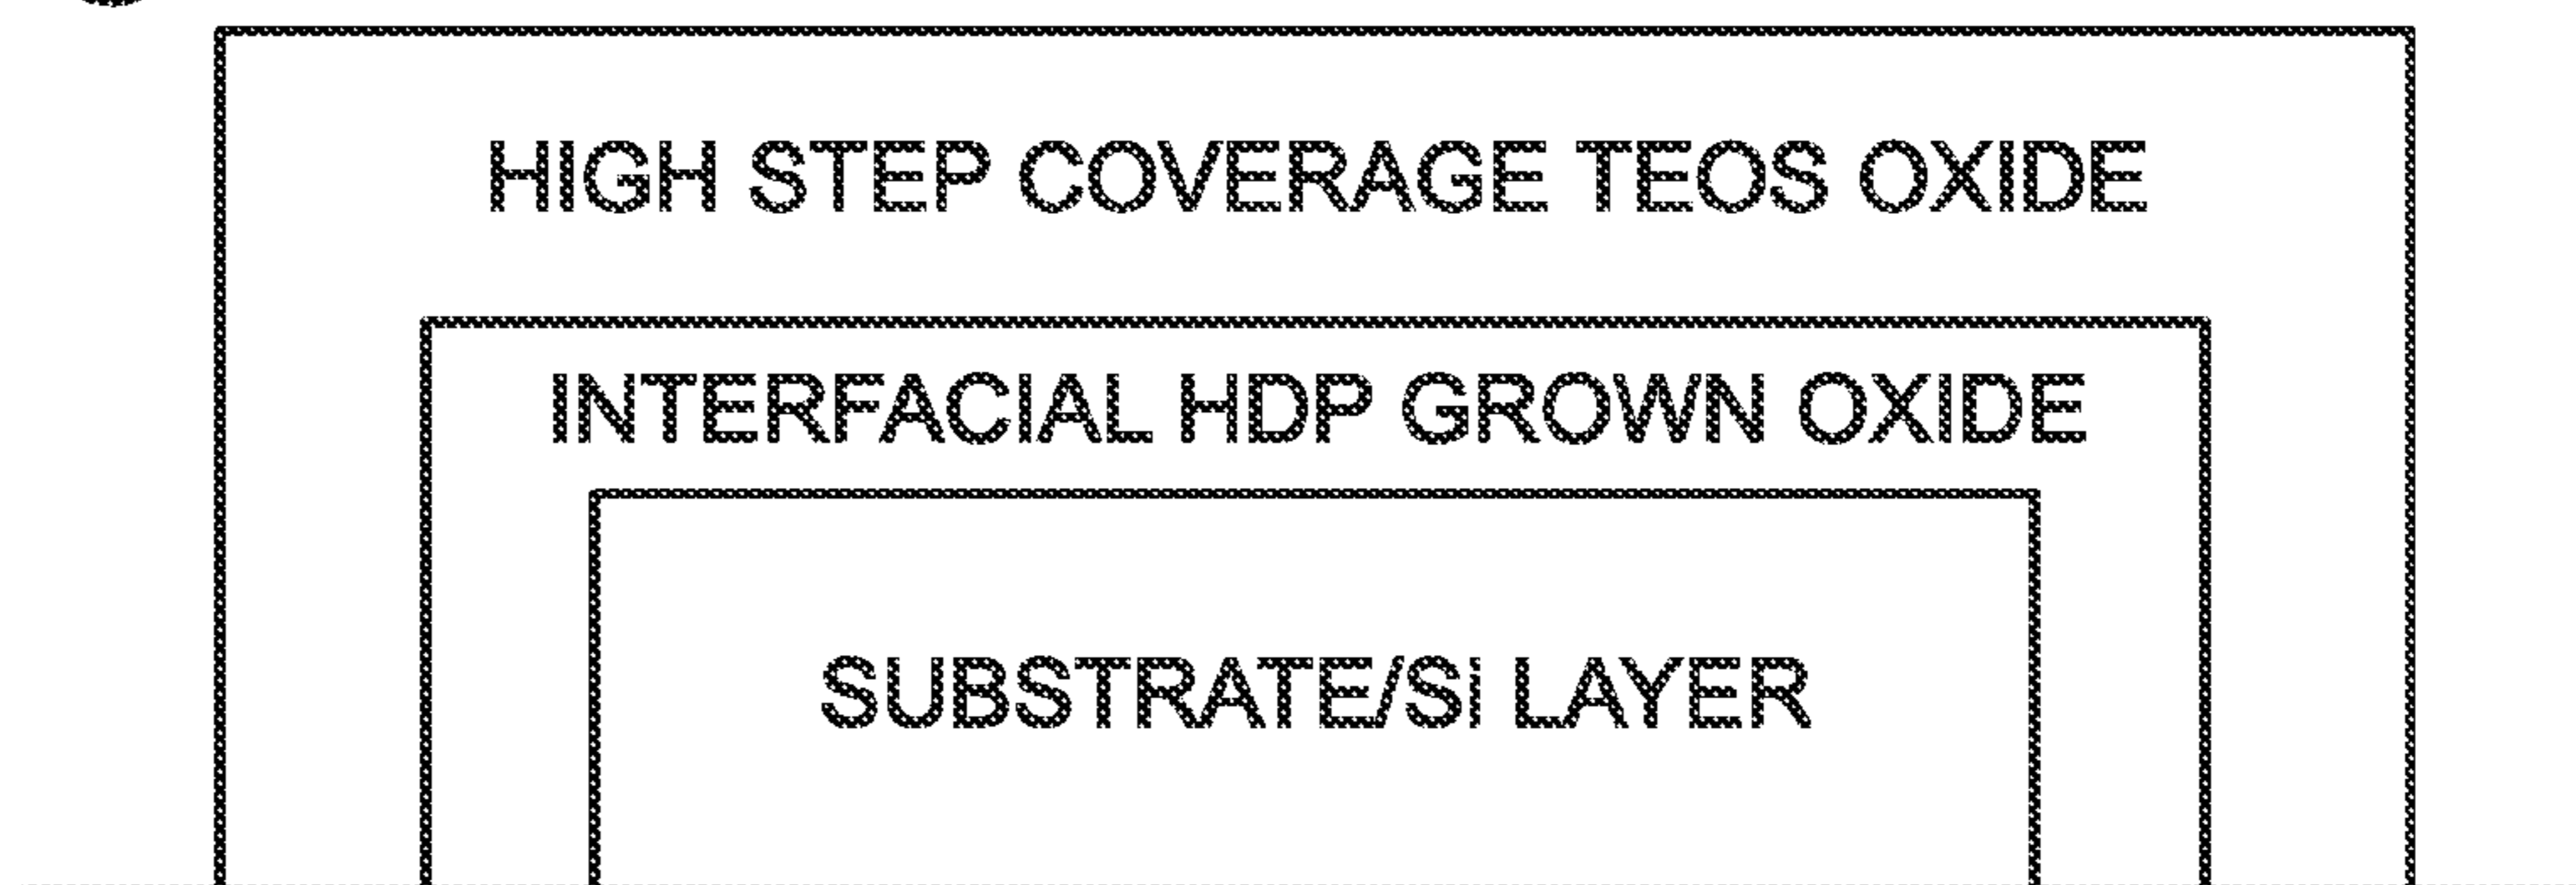 HIGH STEP COVERAGE TEOS OXIDE
INTERFACIAL HDP GROWN OXIDE
SUBSTRATE/Si LAYER